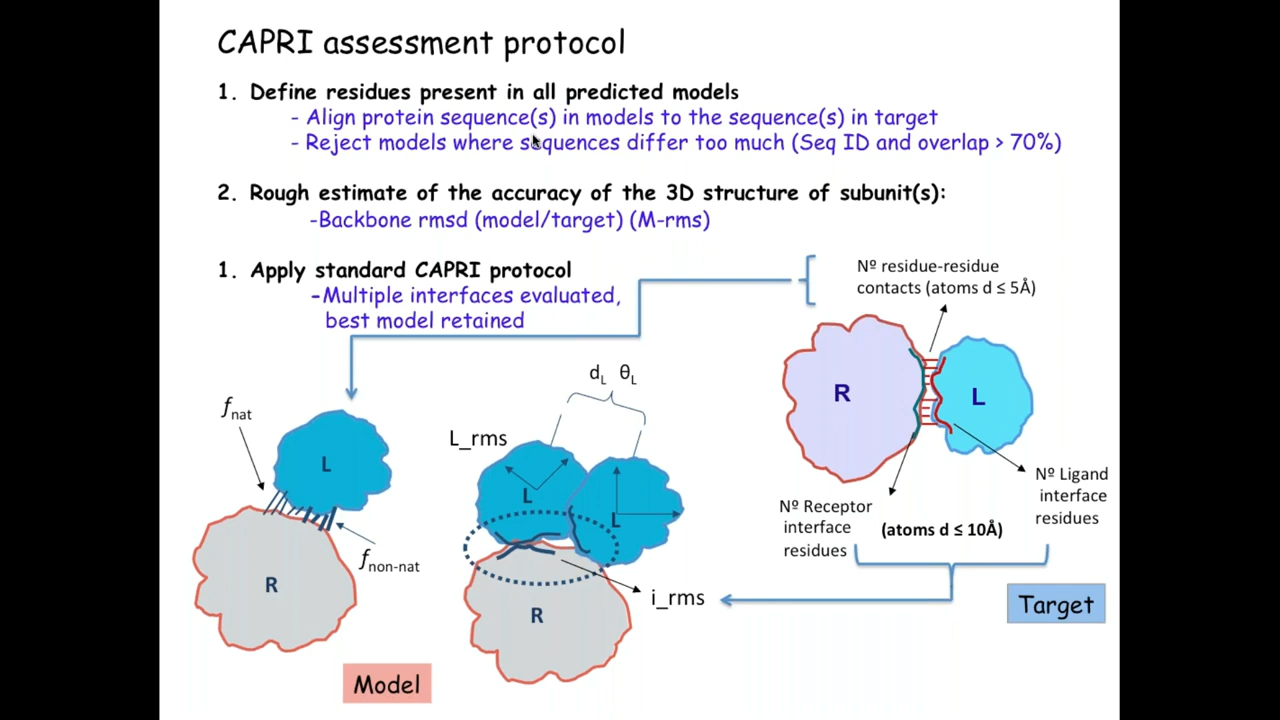 CAPRI assessment protocol
1. Define residues present in all predicted models
- Align protein sequence(s) in models to the sequence(s) in target
- Reject models where sequences differ too much (Seq ID and overlap > 70%)
2. Rough estimate of the accuracy of the 3D structure of subunit(s):
-Backbone rmsd (model/target) (M-rms)
1. Apply standard CAPRI protocol
-Multiple interfaces evaluated,
best model retained
Nº residue-residue
contacts (atoms d ≤ 5Å)
R
L
Nº Ligand
interface
residues
Nº Receptor
interface
residues
(atoms d ≤ 10Å)
Target
fnat
L
R
fnon-nat
dL θL
L_rms
L
L
R
i_rms
Model